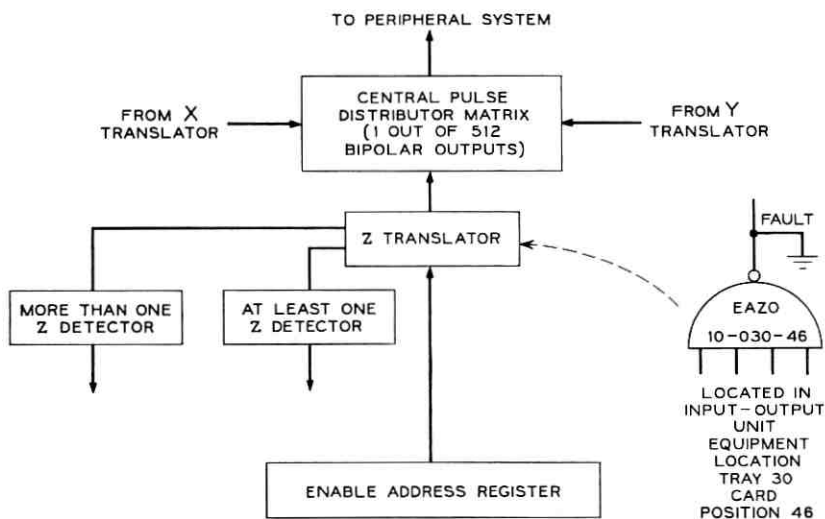 TO PERIPHERAL SYSTEM
CENTRAL PULSE
DISTRIBUTOR MATRIX
(1 OUT OF 512
BIPOLAR OUTPUTS)
FROM X
TRANSLATOR
FROM Y
TRANSLATOR
Z TRANSLATOR
MORE THAN ONE
Z DETECTOR
AT LEAST ONE
Z DETECTOR
ENABLE ADDRESS REGISTER
FAULT
EAZO
10-030-46
LOCATED IN
INPUT-OUTPUT
UNIT
EQUIPMENT
LOCATION
TRAY 30
CARD
POSITION 46